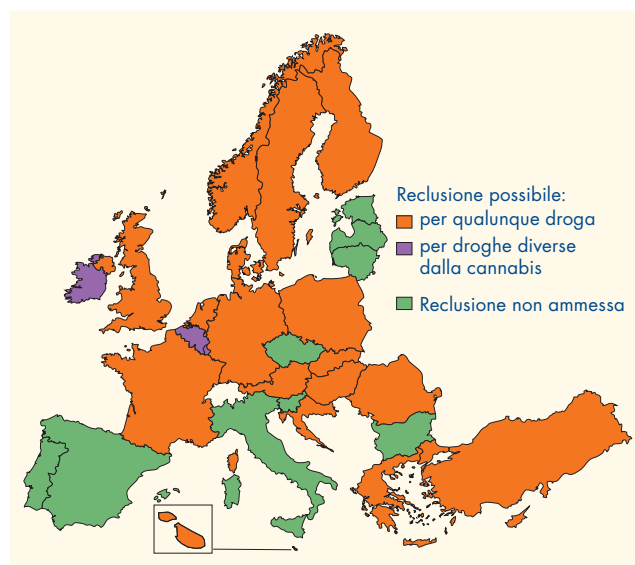 Reclusione possibile:
per qualunque droga
per droghe diverse
dalla cannabis
Reclusione non ammessa